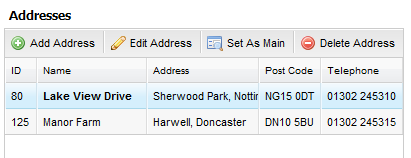 Addresses
Add Address Edit Address Set As Main Delete Address
ID Name Address Post Code Telephone
80 Lake View Drive Sherwood Park, Nottin NG15 0DT 01302 245310
125 Manor Farm Harwell, Doncaster DN10 5BU 01302 245315